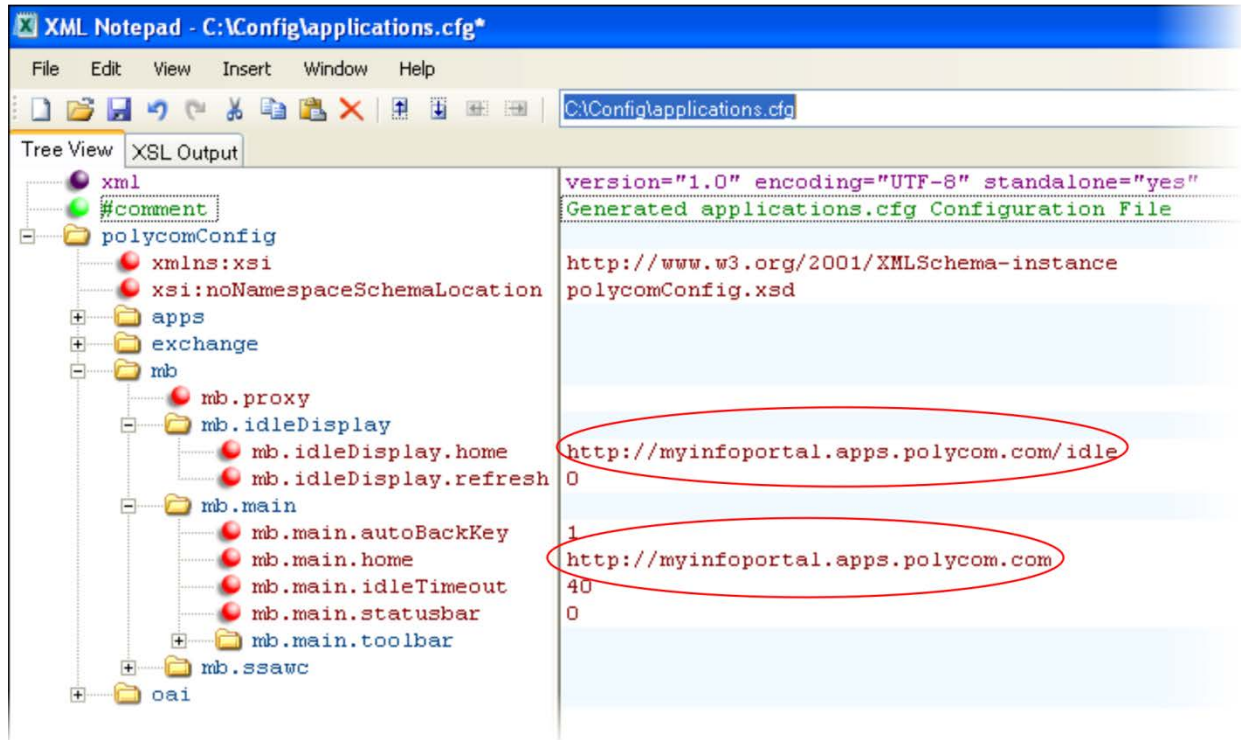 XML Notepad - C:\Config\applications.cfg*
File Edit View Insert Window Help
C:\Config\applications.cfg
Tree View XSL Output
xml version="1.0" encoding="UTF-8" standalone="yes"
#comment Generated applications.cfg Configuration File
polycomConfig
xmlns:xsi http://www.w3.org/2001/XMLSchema-instance
xsi:noNamespaceSchemaLocation polycomConfig.xsd
apps
exchange
mb
mb.proxy
mb.idleDisplay
mb.idleDisplay.home http://myinfoportal.apps.polycom.com/idle
mb.idleDisplay.refresh 0
mb.main
mb.main.autoBackKey 1
mb.main.home http://myinfoportal.apps.polycom.com
mb.main.idleTimeout 40
mb.main.statusbar 0
mb.main.toolbar
mb.ssawc
oai